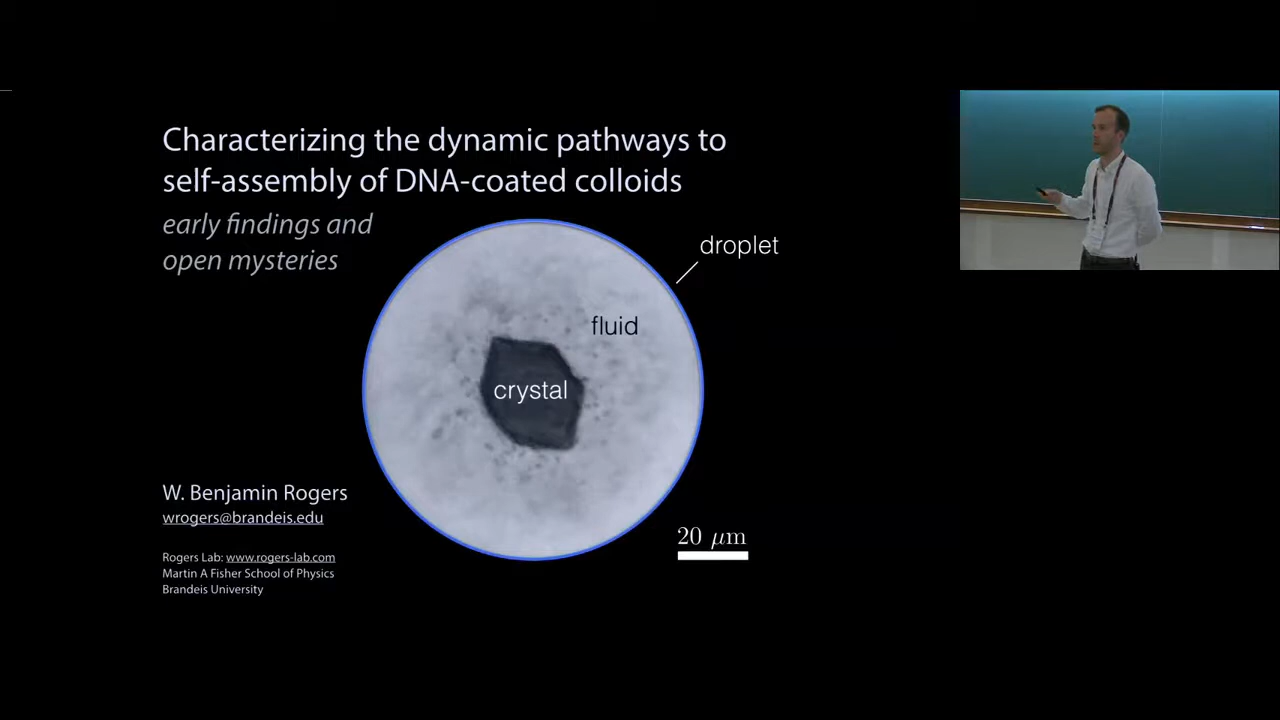 Characterizing the dynamic pathways to
self-assembly of DNA-coated colloids
early findings and
open mysteries
droplet
fluid
crystal
W. Benjamin Rogers
wrogers@brandeis.edu
20 μm
Rogers Lab: www.rogers-lab.com
Martin A Fisher School of Physics
Brandeis University